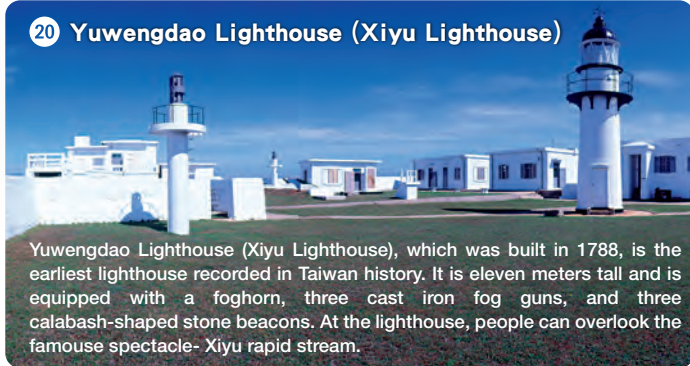 20 Yuwengdao Lighthouse (Xiyu Lighthouse)
Yuwengdao Lighthouse (Xiyu Lighthouse), which was built in 1788, is the
earliest lighthouse recorded in Taiwan history. It is eleven meters tall and is
equipped with a foghorn, three cast iron fog guns, and three
calabash-shaped stone beacons. At the lighthouse, people can overlook the
famouse spectacle- Xiyu rapid stream.